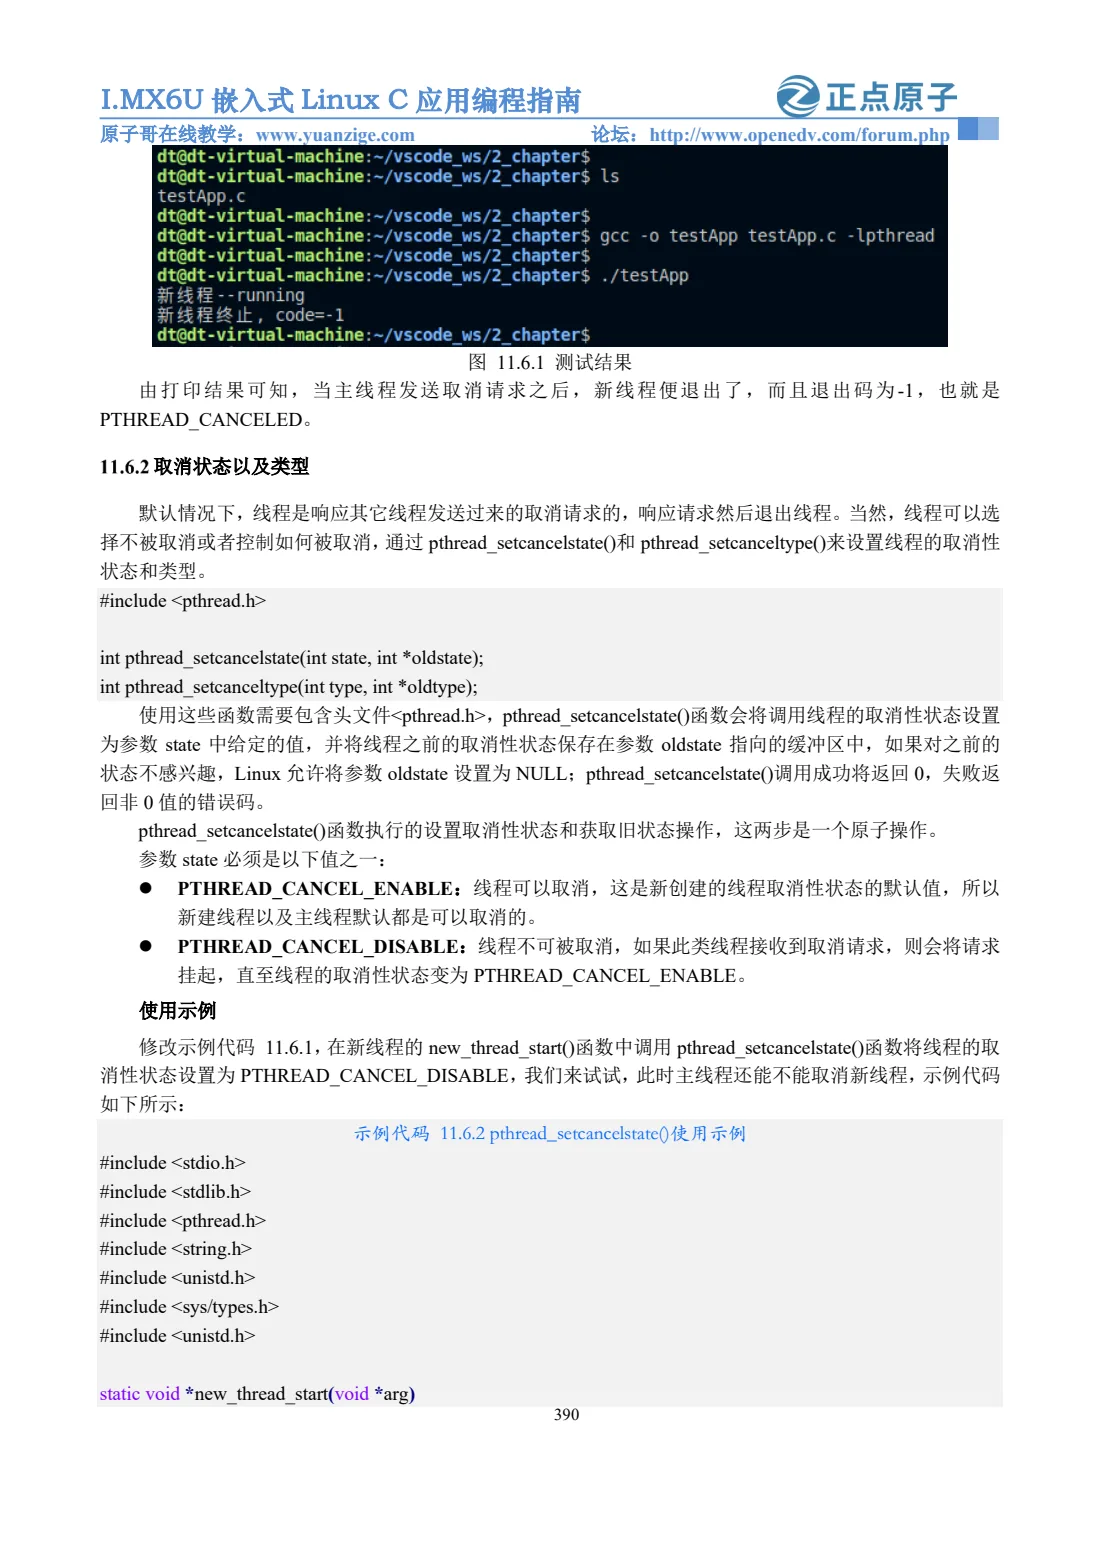 I.MX6U 嵌入式 Linux C 应用编程指南
正点原子
原子哥在线教学：www.yuanzige.com 论坛：http://www.openedv.com/forum.php
dt@dt-virtual-machine:~/vscode_ws/2_chapter$
dt@dt-virtual-machine:~/vscode_ws/2_chapter$ ls
testApp.c
dt@dt-virtual-machine:~/vscode_ws/2_chapter$
dt@dt-virtual-machine:~/vscode_ws/2_chapter$ gcc -o testApp testApp.c -lpthread
dt@dt-virtual-machine:~/vscode_ws/2_chapter$
dt@dt-virtual-machine:~/vscode_ws/2_chapter$ ./testApp
新线程--running
新线程终止, code=-1
dt@dt-virtual-machine:~/vscode_ws/2_chapter$
图 11.6.1 测试结果
由打印结果可知，当主线程发送取消请求之后，新线程便退出了，而且退出码为-1，也就是
PTHREAD_CANCELED。
11.6.2 取消状态以及类型
默认情况下，线程是响应其它线程发送过来的取消请求的，响应请求然后退出线程。当然，线程可以选
择不被取消或者控制如何被取消，通过 pthread_setcancelstate()和 pthread_setcanceltype()来设置线程的取消性
状态和类型。
#include <pthread.h>
int pthread_setcancelstate(int state, int *oldstate);
int pthread_setcanceltype(int type, int *oldtype);
使用这些函数需要包含头文件<pthread.h>，pthread_setcancelstate()函数会将调用线程的取消性状态设置
为参数 state 中给定的值，并将线程之前的取消性状态保存在参数 oldstate 指向的缓冲区中，如果对之前的
状态不感兴趣，Linux 允许将参数 oldstate 设置为 NULL；pthread_setcancelstate()调用成功将返回 0，失败返
回非 0 值的错误码。
pthread_setcancelstate()函数执行的设置取消性状态和获取旧状态操作，这两步是一个原子操作。
参数 state 必须是以下值之一：
● PTHREAD_CANCEL_ENABLE：线程可以取消，这是新创建的线程取消性状态的默认值，所以
新建线程以及主线程默认都是可以取消的。
● PTHREAD_CANCEL_DISABLE：线程不可被取消，如果此类线程接收到取消请求，则会将请求
挂起，直至线程的取消性状态变为 PTHREAD_CANCEL_ENABLE。
使用示例
修改示例代码 11.6.1，在新线程的 new_thread_start()函数中调用 pthread_setcancelstate()函数将线程的取
消性状态设置为 PTHREAD_CANCEL_DISABLE，我们来试试，此时主线程还能不能取消新线程，示例代码
如下所示：
示例代码 11.6.2 pthread_setcancelstate()使用示例
#include <stdio.h>
#include <stdlib.h>
#include <pthread.h>
#include <string.h>
#include <unistd.h>
#include <sys/types.h>
#include <unistd.h>
static void *new_thread_start(void *arg)
390